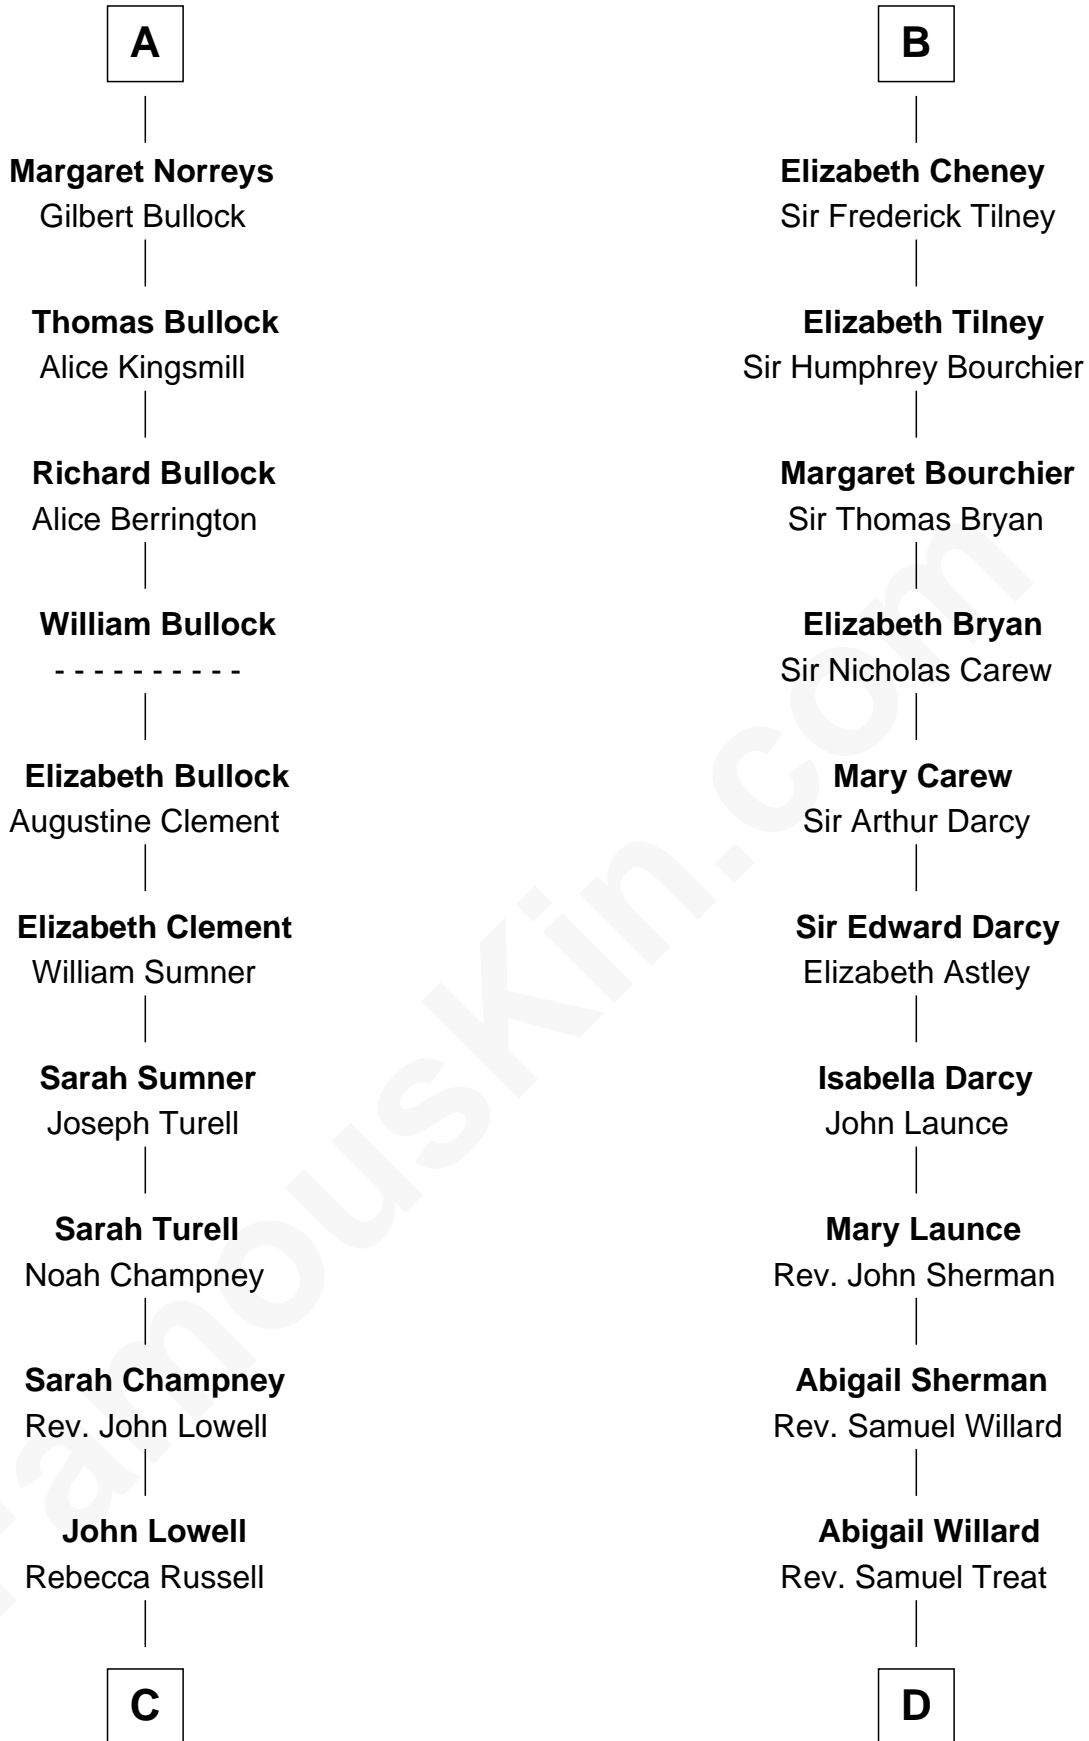 A
Margaret Norreys
Gilbert Bullock
Thomas Bullock
Alice Kingsmill
Richard Bullock
Alice Berrington
William Bullock
- - - - - - - - - -
Elizabeth Bullock
Augustine Clement
Elizabeth Clement
William Sumner
Sarah Sumner
Joseph Turell
Sarah Turell
Noah Champney
Sarah Champney
Rev. John Lowell
John Lowell
Rebecca Russell
C
B
Elizabeth Cheney
Sir Frederick Tilney
Elizabeth Tilney
Sir Humphrey Bourchier
Margaret Bourchier
Sir Thomas Bryan
Elizabeth Bryan
Sir Nicholas Carew
Mary Carew
Sir Arthur Darcy
Sir Edward Darcy
Elizabeth Astley
Isabella Darcy
John Launce
Mary Launce
Rev. John Sherman
Abigail Sherman
Rev. Samuel Willard
Abigail Willard
Rev. Samuel Treat
D
FamousKin.com